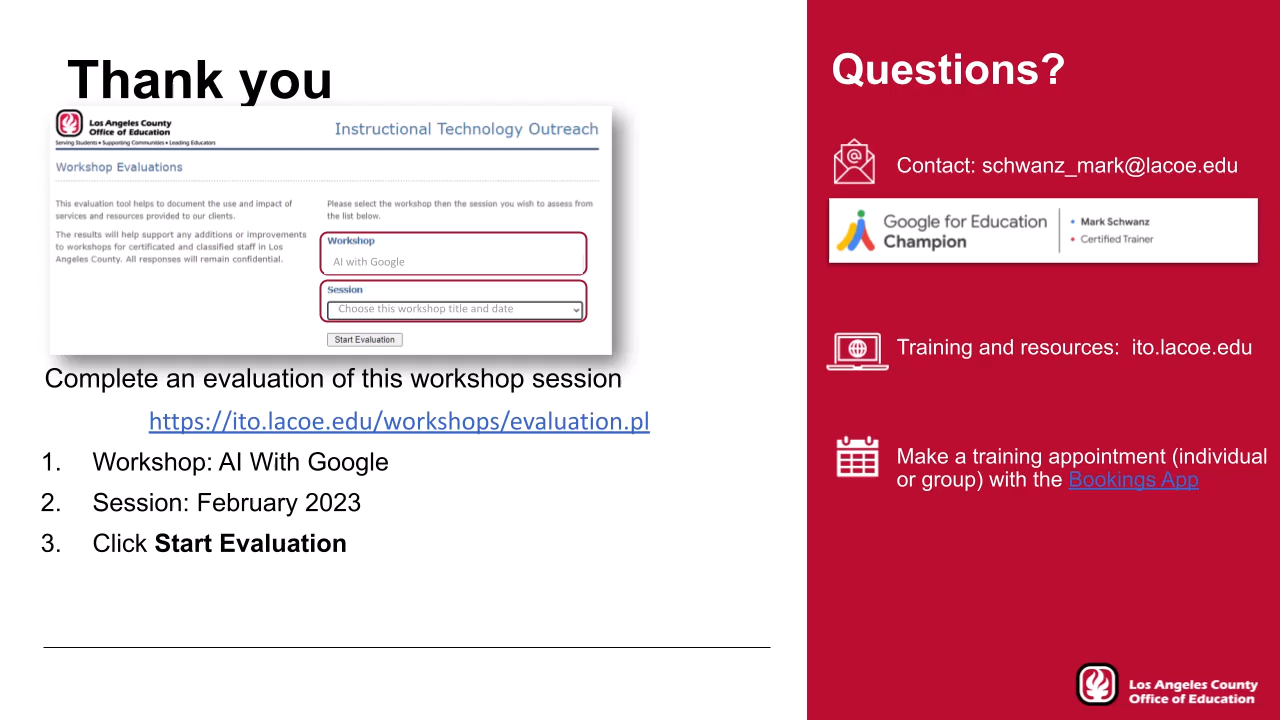 Thank you
Los Angeles County
Office of Education
Serving Students • Supporting Communities • Leading Educators
Instructional Technology Outreach
Workshop Evaluations
This evaluation tool helps to document the use and impact of
services and resources provided to our clients.
The results will help support any additions or improvements
to workshops for certificated and classified staff in Los
Angeles County. All responses will remain confidential.
Please select the workshop then the session you wish to assess from
the list below.
Workshop
AI with Google
Session
Choose this workshop title and date
Start Evaluation
Complete an evaluation of this workshop session
https://ito.lacoe.edu/workshops/evaluation.pl
1. Workshop: AI With Google
2. Session: February 2023
3. Click Start Evaluation
Questions?
Contact: schwanz_mark@lacoe.edu
Google for Education
Champion
• Mark Schwanz
• Certified Trainer
Training and resources: ito.lacoe.edu
Make a training appointment (individual
or group) with the Bookings App
Los Angeles County
Office of Education